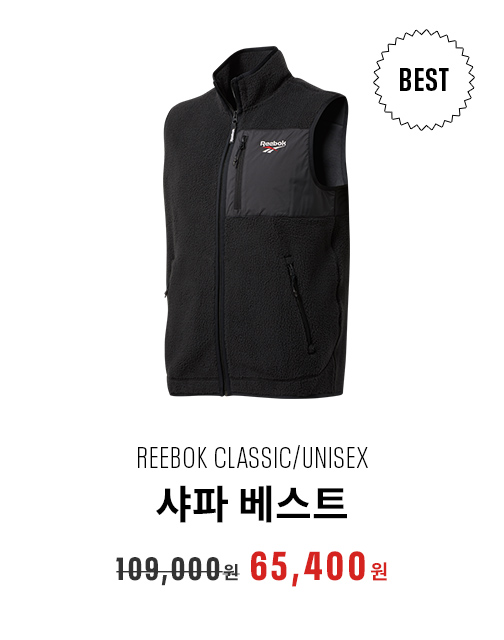 BEST
Reebok
REEBOK CLASSIC/UNISEX
샤파 베스트
109,000원 65,400원